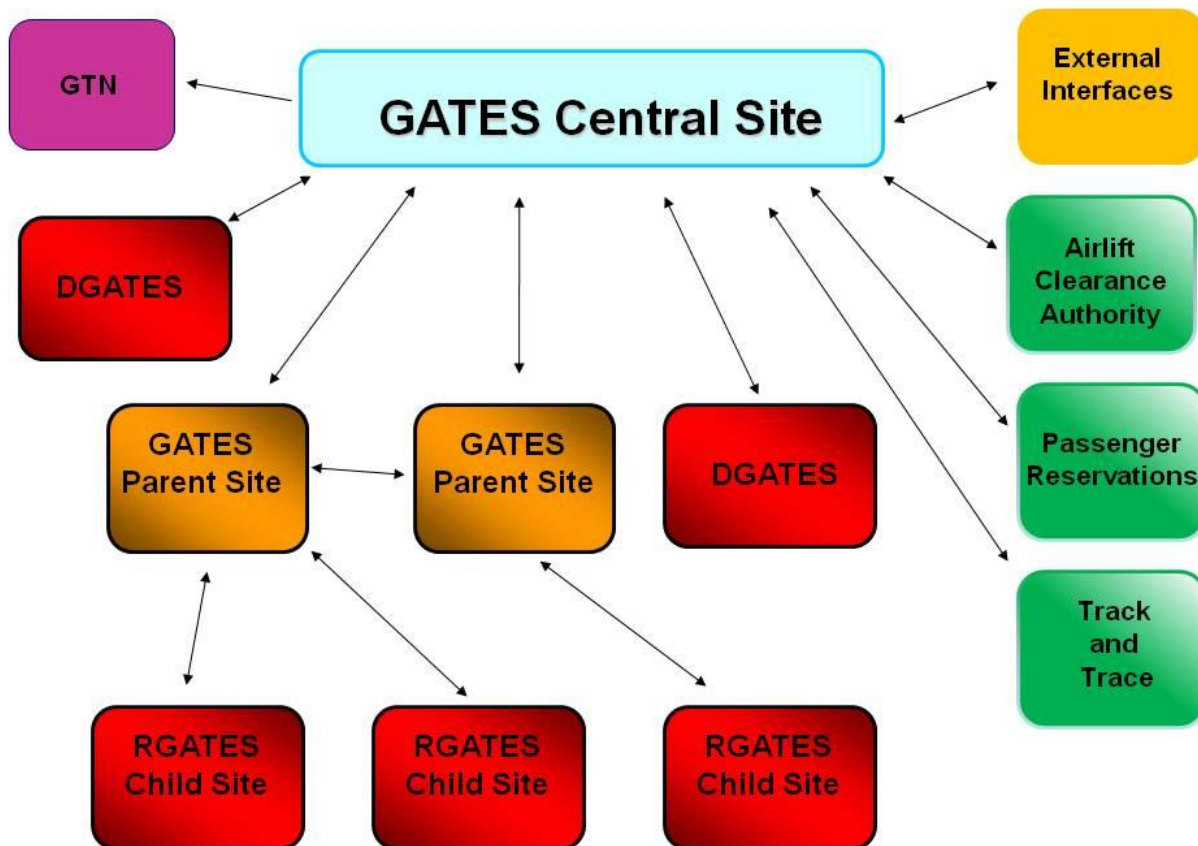 GTN
GATES Central Site
External
Interfaces
DGATES
Airlift
Clearance
Authority
GATES
Parent Site
GATES
Parent Site
DGATES
Passenger
Reservations
Track
and
Trace
RGATES
Child Site
RGATES
Child Site
RGATES
Child Site